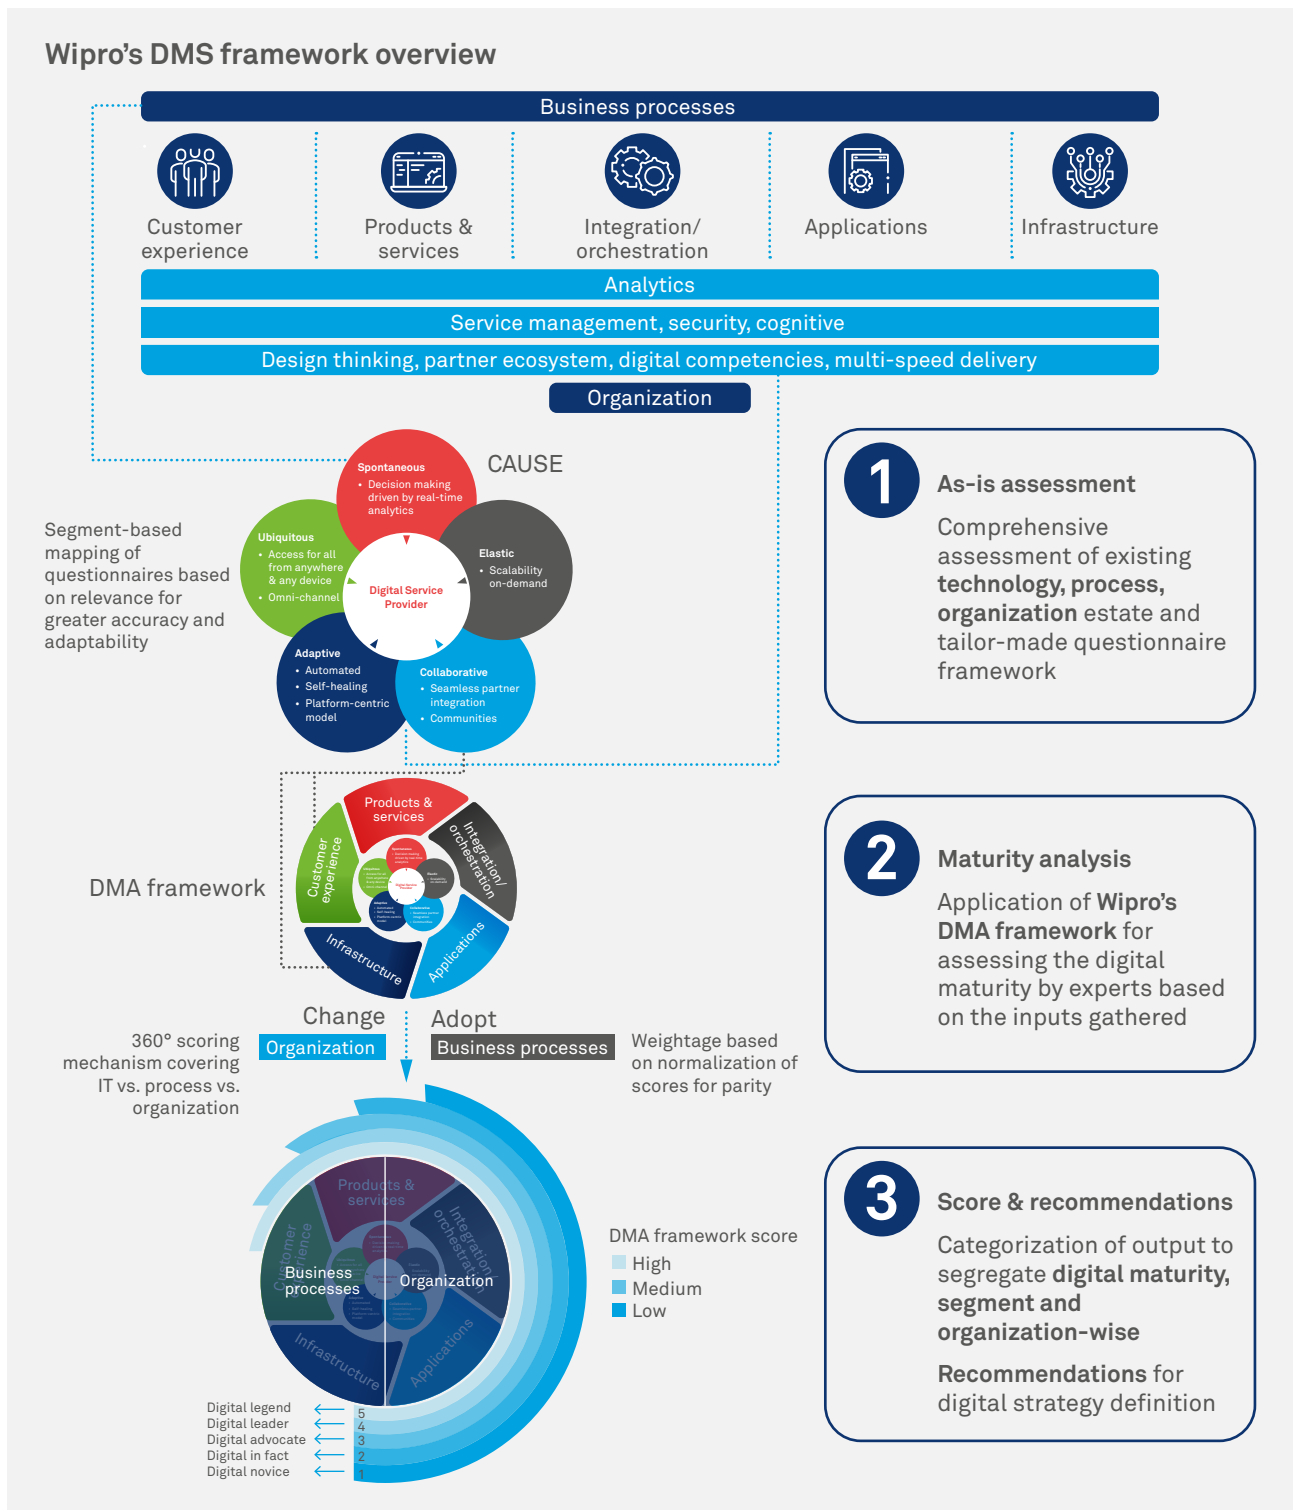 Wipro's DMS framework overview
Business processes
Customer
experience
Products &
services
Integration/
orchestration
Applications
Infrastructure
Analytics
Service management, security, cognitive
Design thinking, partner ecosystem, digital competencies, multi-speed delivery
Organization
CAUSE
Segment-based
mapping of
questionnaires based
on relevance for
greater accuracy and
adaptability
Spontaneous
• Decision making
driven by real-time
analytics
Ubiquitous
• Access for all
from anywhere
& any device
• Omni-channel
Elastic
• Scalability
on-demand
Digital Service
Provider
Adaptive
• Automated
• Self-healing
• Platform-centric
model
Collaborative
• Seamless partner
integration
• Communities
1
As-is assessment
Comprehensive
assessment of existing
technology, process,
organization estate and
tailor-made questionnaire
framework
DMA framework
Products &
services
Customer
experience
Integration/
orchestration
Infrastructure
Applications
2
Maturity analysis
Application of Wipro's
DMA framework for
assessing the digital
maturity by experts based
on the inputs gathered
Change
Organization
Adopt
Business processes
360° scoring
mechanism covering
IT vs. process vs.
organization
Weightage based
on normalization of
scores for parity
Products &
services
Customer
experience
Integration/
orchestration
Business
processes
Organization
Infrastructure
Applications
DMA framework score
High
Medium
Low
Digital legend
5
Digital leader
4
Digital advocate
3
Digital in fact
2
Digital novice
1
3
Score & recommendations
Categorization of output to
segregate digital maturity,
segment and
organization-wise
Recommendations for
digital strategy definition